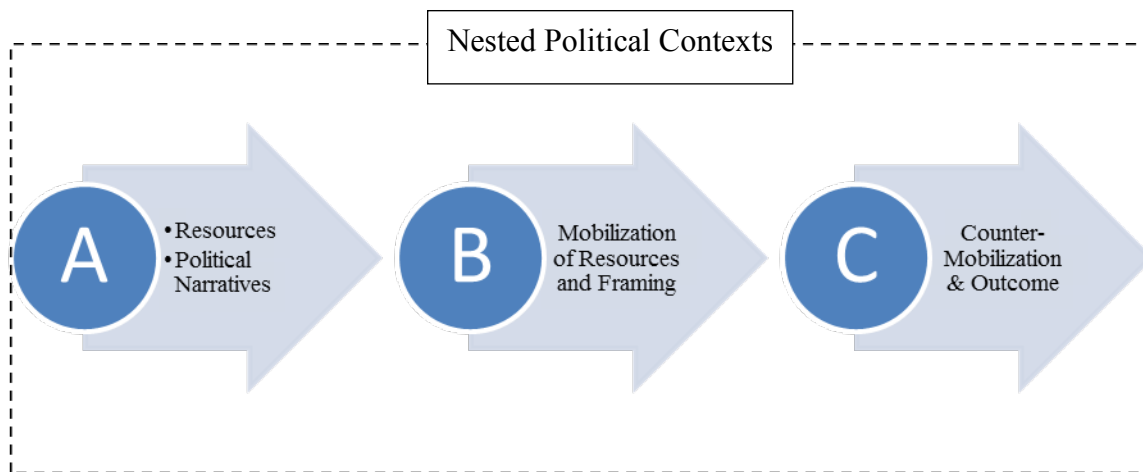 Nested Political Contexts
A
• Resources
• Political
Narratives
B
Mobilization
of Resources
and Framing
C
Counter-
Mobilization
& Outcome